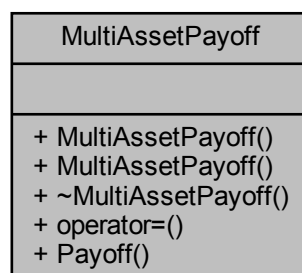 MultiAssetPayoff
+ MultiAssetPayoff()
+ MultiAssetPayoff()
+ ~MultiAssetPayoff()
+ operator=()
+ Payoff()